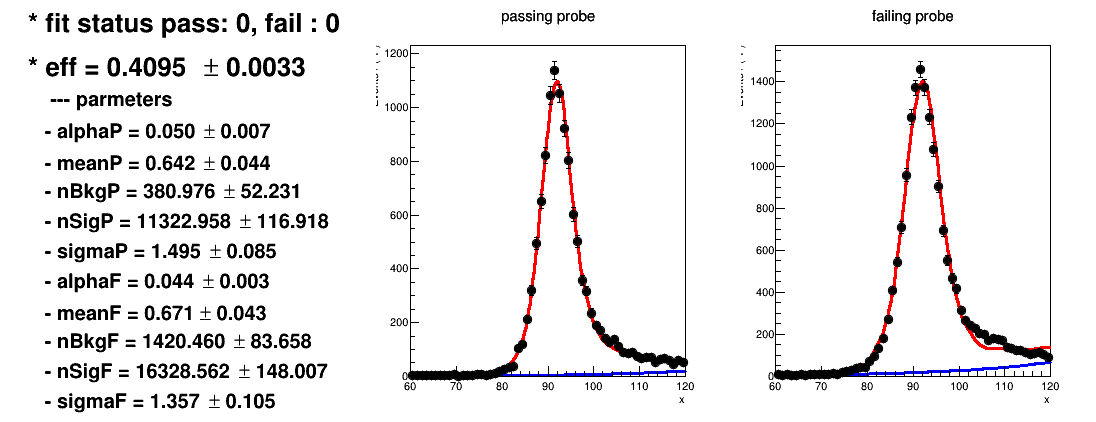 * fit status pass: 0, fail : 0
* eff = 0.4095 ± 0.0033
--- parmeters
- alphaP = 0.050 ± 0.007
- meanP = 0.642 ± 0.044
- nBkgP = 380.976 ± 52.231
- nSigP = 11322.958 ± 116.918
- sigmaP = 1.495 ± 0.085
- alphaF = 0.044 ± 0.003
- meanF = 0.671 ± 0.043
- nBkgF = 1420.460 ± 83.658
- nSigF = 16328.562 ± 148.007
- sigmaF = 1.357 ± 0.105
passing probe
1200
1000
800
600
400
200
0
60 70 80 90 100 110 120
x
failing probe
1400
1200
1000
800
600
400
200
0
60 70 80 90 100 110 120
x